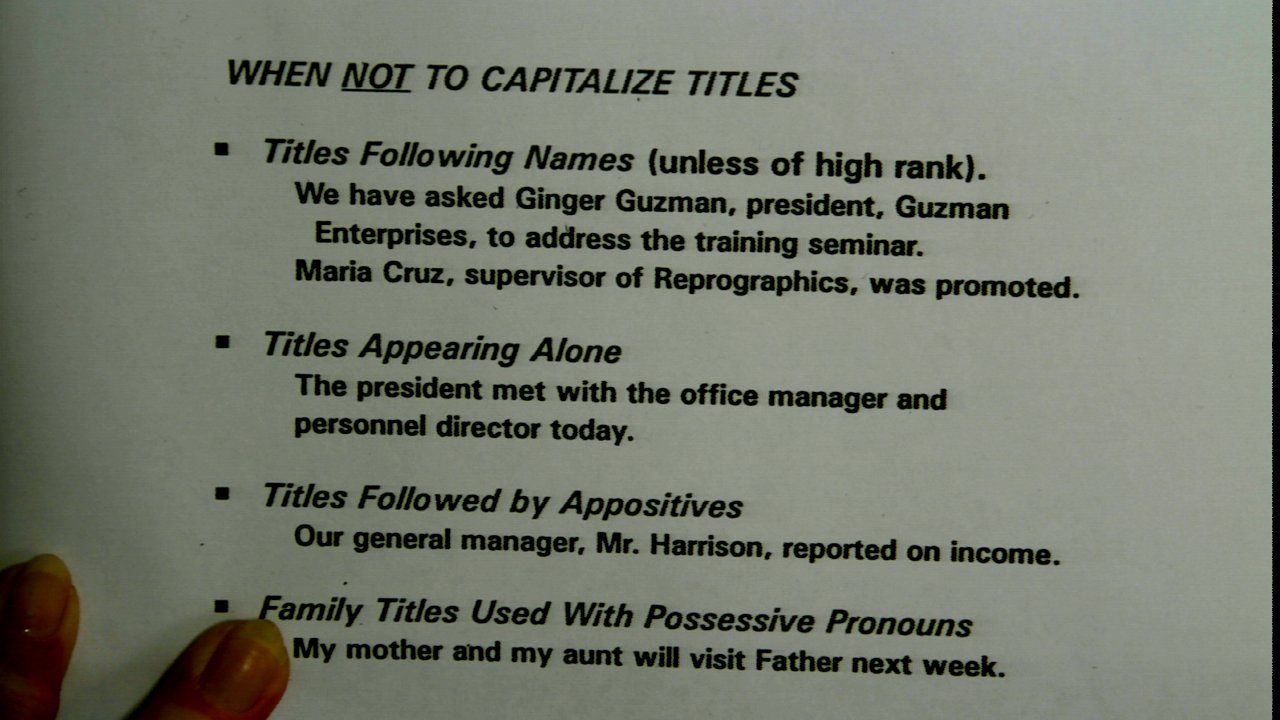 WHEN NOT TO CAPITALIZE TITLES
▪ Titles Following Names (unless of high rank).
We have asked Ginger Guzman, president, Guzman
Enterprises, to address the training seminar.
Maria Cruz, supervisor of Reprographics, was promoted.
▪ Titles Appearing Alone
The president met with the office manager and
personnel director today.
▪ Titles Followed by Appositives
Our general manager, Mr. Harrison, reported on income.
▪ Family Titles Used With Possessive Pronouns
My mother and my aunt will visit Father next week.